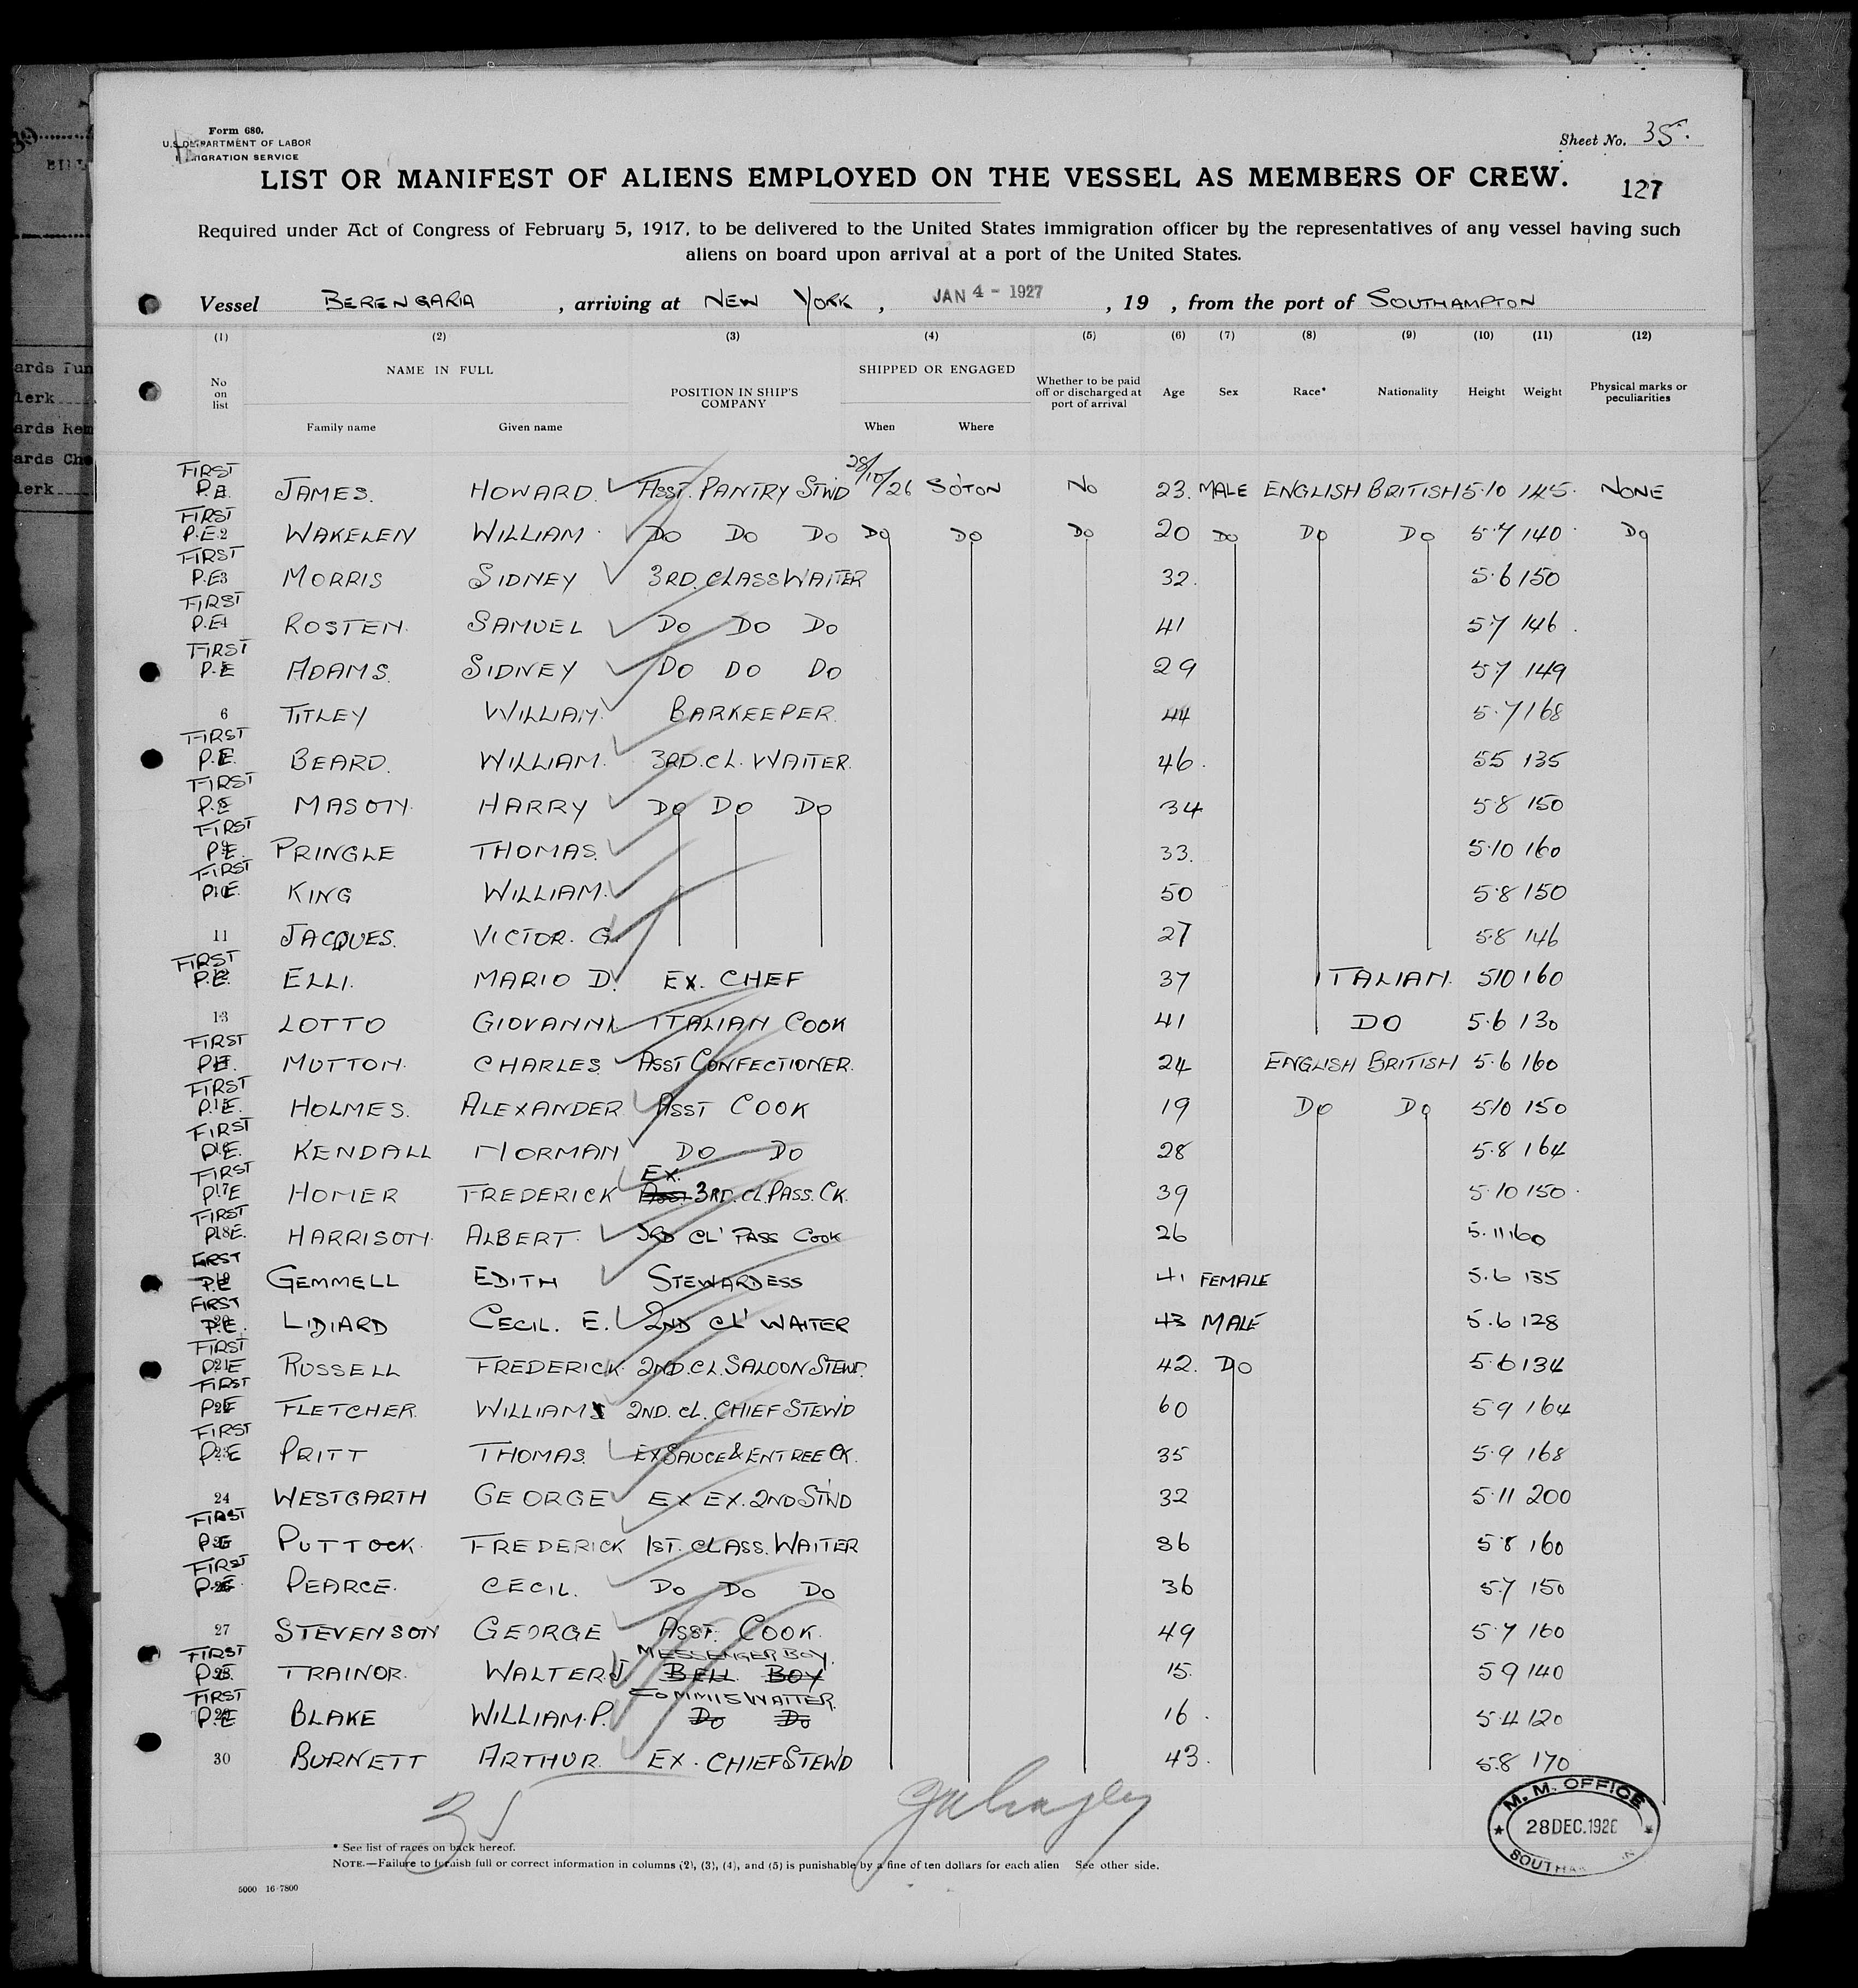 Form 680.
U.S. DEPARTMENT OF LABOR
IMMIGRATION SERVICE
Sheet No. 35.
LIST OR MANIFEST OF ALIENS EMPLOYED ON THE VESSEL AS MEMBERS OF CREW.
127
Required under Act of Congress of February 5, 1917, to be delivered to the United States immigration officer by the representatives of any vessel having such
aliens on board upon arrival at a port of the United States.
Vessel BERENGARIA , arriving at NEW YORK , JAN 4 - 1927 , 19 , from the port of SOUTHAMPTON
(1) (2) (3) (4) (5) (6) (7) (8) (9) (10) (11) (12)
No on list NAME IN FULL POSITION IN SHIP'S COMPANY SHIPPED OR ENGAGED Whether to be paid off or discharged at port of arrival Age Sex Race* Nationality Height Weight Physical marks or peculiarities
Family name Given name When Where
FIRST
P.E. JAMES. HOWARD. ASST. PANTRY STWD 28/10/26 SOTON NO 23. MALE ENGLISH BRITISH 5.10 145. NONE
FIRST
P.E. 2 WAKELEN WILLIAM. DO DO DO DO DO DO 20 DO DO DO 5.7 140 DO
FIRST
P.E 3 MORRIS SIDNEY 3RD. CLASS WAITER 32. 5.6 150
FIRST
P.E 4 ROSTEN. SAMUEL DO DO DO 41 5.7 146.
FIRST
P.E ADAMS. SIDNEY DO DO DO 29 5.7 149
6 TITLEY WILLIAM. BARKEEPER. 44 5.7 168
FIRST
P.E. BEARD. WILLIAM. 3RD. CL. WAITER. 46. 55 135
FIRST
P.E MASON. HARRY DO DO DO 34 5.8 150
FIRST
P.E. PRINGLE THOMAS. 33. 5.10 160
FIRST
P.E. KING WILLIAM. 50 5.8 150
11 JACQUES. VICTOR. G. 27 5.8 146
FIRST
P.E. ELLI. MARIO D. EX. CHEF 37 ITALIAN. 510 160
13 LOTTO GIOVANNI ITALIAN COOK 41 DO 5.6 130
FIRST
P.E. MUTTON. CHARLES. ASST CONFECTIONER. 24 ENGLISH BRITISH 5.6 160
FIRST
P.E. HOLMES. ALEXANDER ASST COOK 19 DO DO 5.10 150
FIRST
P.E. KENDALL NORMAN DO DO 28 5.8 164
FIRST EX.
P.17E HOMER FREDERICK ASST 3RD. CL. PASS. CK. 39 5.10 150.
FIRST
P.18E. HARRISON. ALBERT. 3RD CL' PASS COOK 26 5.11 160
FIRST
P.E GEMMELL EDITH STEWARDESS 41 FEMALE 5.6 135
FIRST
P.E. LIDIARD CECIL. E. 2ND CL' WAITER 43 MALE 5.6 128
FIRST
P.21E RUSSELL FREDERICK 2ND. CL. SALOON STEWD. 42. DO 5.6 134
FIRST
P.22E FLETCHER. WILLIAM 2ND. CL. CHIEF STEWD 60 5.9 164
FIRST
P.23E PRITT THOMAS. EX SAUCE & ENTREE CK. 35 5.9 168
24 WESTGARTH GEORGE EX EX. 2ND STWD 32 5.11 200
FIRST
P.E PUTTOCK. FREDERICK 1ST. CLASS. WAITER 36 5.8 160
FIRST
P.E. PEARCE. CECIL. DO DO DO 36 5.7 150
27 STEVENSON GEORGE ASST. COOK. 49 5.7 160
FIRST MESSENGER BOY.
P.E. TRAINOR. WALTER. J. BELL BOY 15. 5 9 140
FIRST COMMIS WAITER.
P.E BLAKE WILLIAM. P. DO DO 16. 5.4 120
30 BURNETT ARTHUR. EX. CHIEF STEWD 43. 5.8 170
M. M. OFFICE
28 DEC. 1926
* See list of races on back hereof.
NOTE.—Failure to furnish full or correct information in columns (2), (3), (4), and (5) is punishable by a fine of ten dollars for each alien See other side.
5000 16-7800